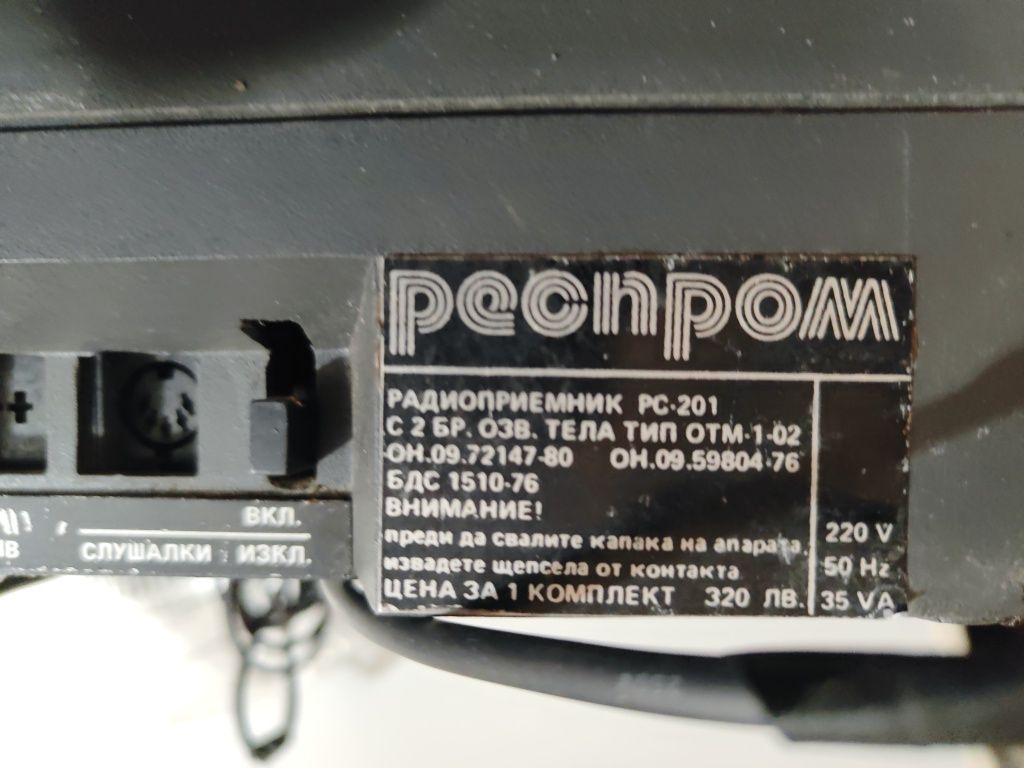 респром
РАДИОПРИЕМНИК РС-201
С 2 БР. ОЗВ. ТЕЛА ТИП ОТМ-1-02
ОН.09.72147-80 ОН.09.59804-76
БДС 1510-76
ВНИМАНИЕ!
преди да свалите капака на апарата,
извадете щепсела от контакта
ЦЕНА ЗА 1 КОМПЛЕКТ 320 ЛВ.
220 V
50 Hz
35 VA
+
ВКЛ.
СЛУШАЛКИ ИЗКЛ.